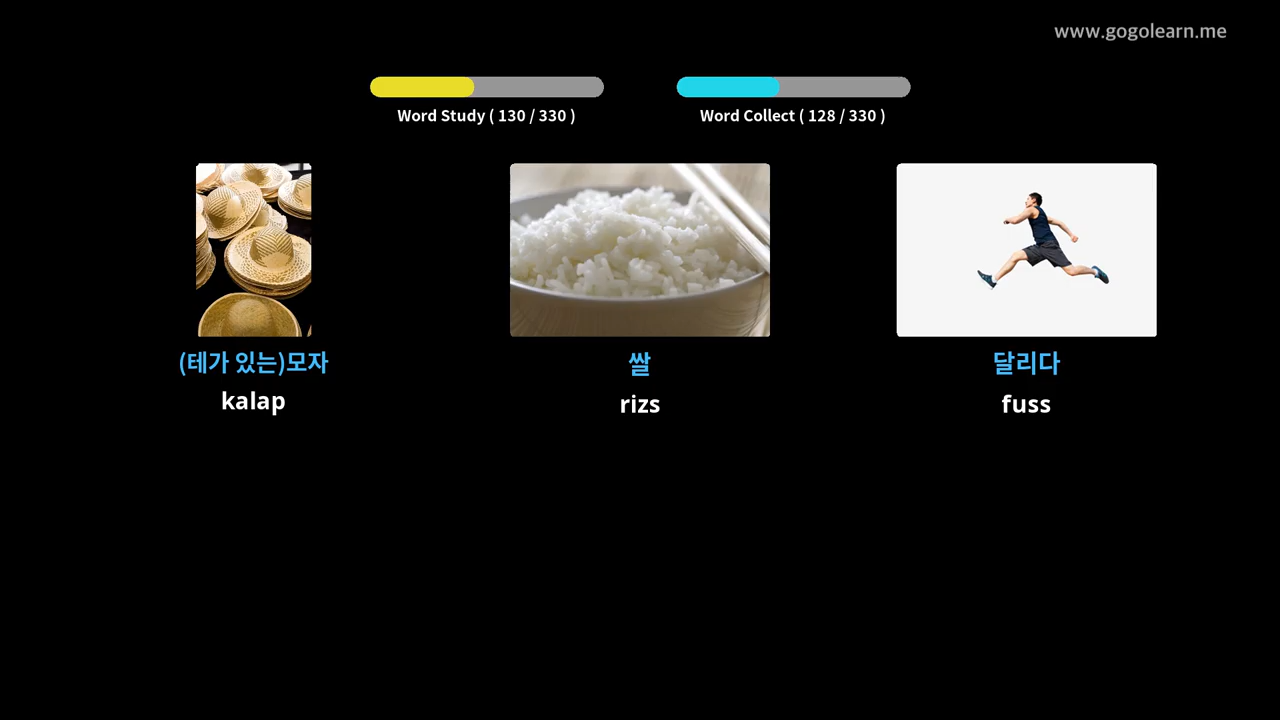 www.gogolearn.me
Word Study ( 130 / 330 )
Word Collect ( 128 / 330 )
(테가 있는)모자
kalap
쌀
rizs
달리다
fuss